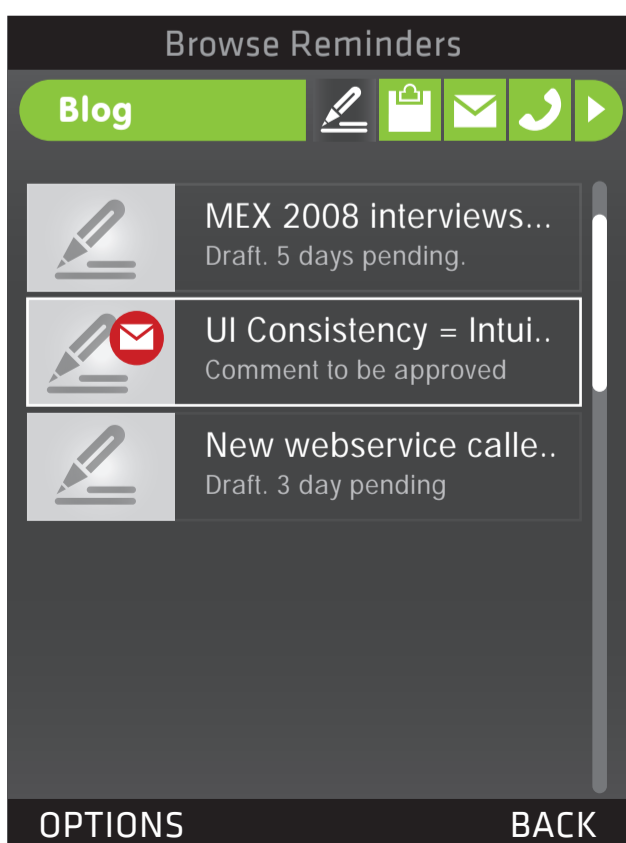 Browse Reminders
Blog
MEX 2008 interviews...
Draft. 5 days pending.
UI Consistency = Intui..
Comment to be approved
New webservice calle..
Draft. 3 day pending
OPTIONS
BACK